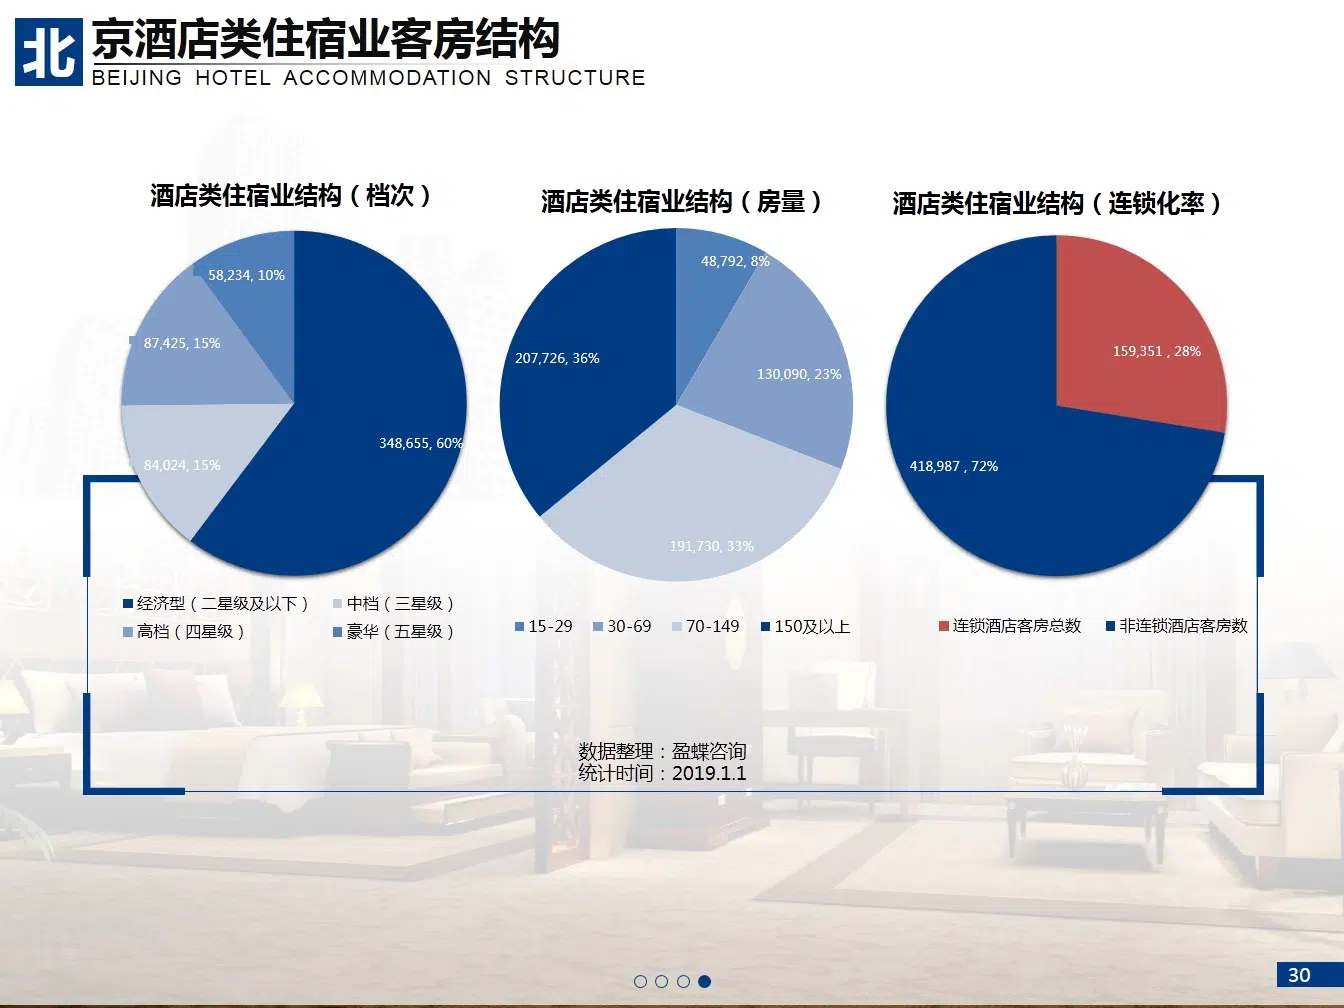 北京酒店类住宿业客房结构
BEIJING HOTEL ACCOMMODATION STRUCTURE
酒店类住宿业结构（档次）
58,234, 10%
87,425, 15%
348,655, 60%
84,024, 15%
经济型（二星级及以下）
中档（三星级）
高档（四星级）
豪华（五星级）
酒店类住宿业结构（房量）
48,792, 8%
207,726, 36%
130,090, 23%
191,730, 33%
15-29
30-69
70-149
150及以上
酒店类住宿业结构（连锁化率）
159,351 , 28%
418,987 , 72%
连锁酒店客房总数
非连锁酒店客房数
数据整理：盈蝶咨询
统计时间：2019.1.1
30